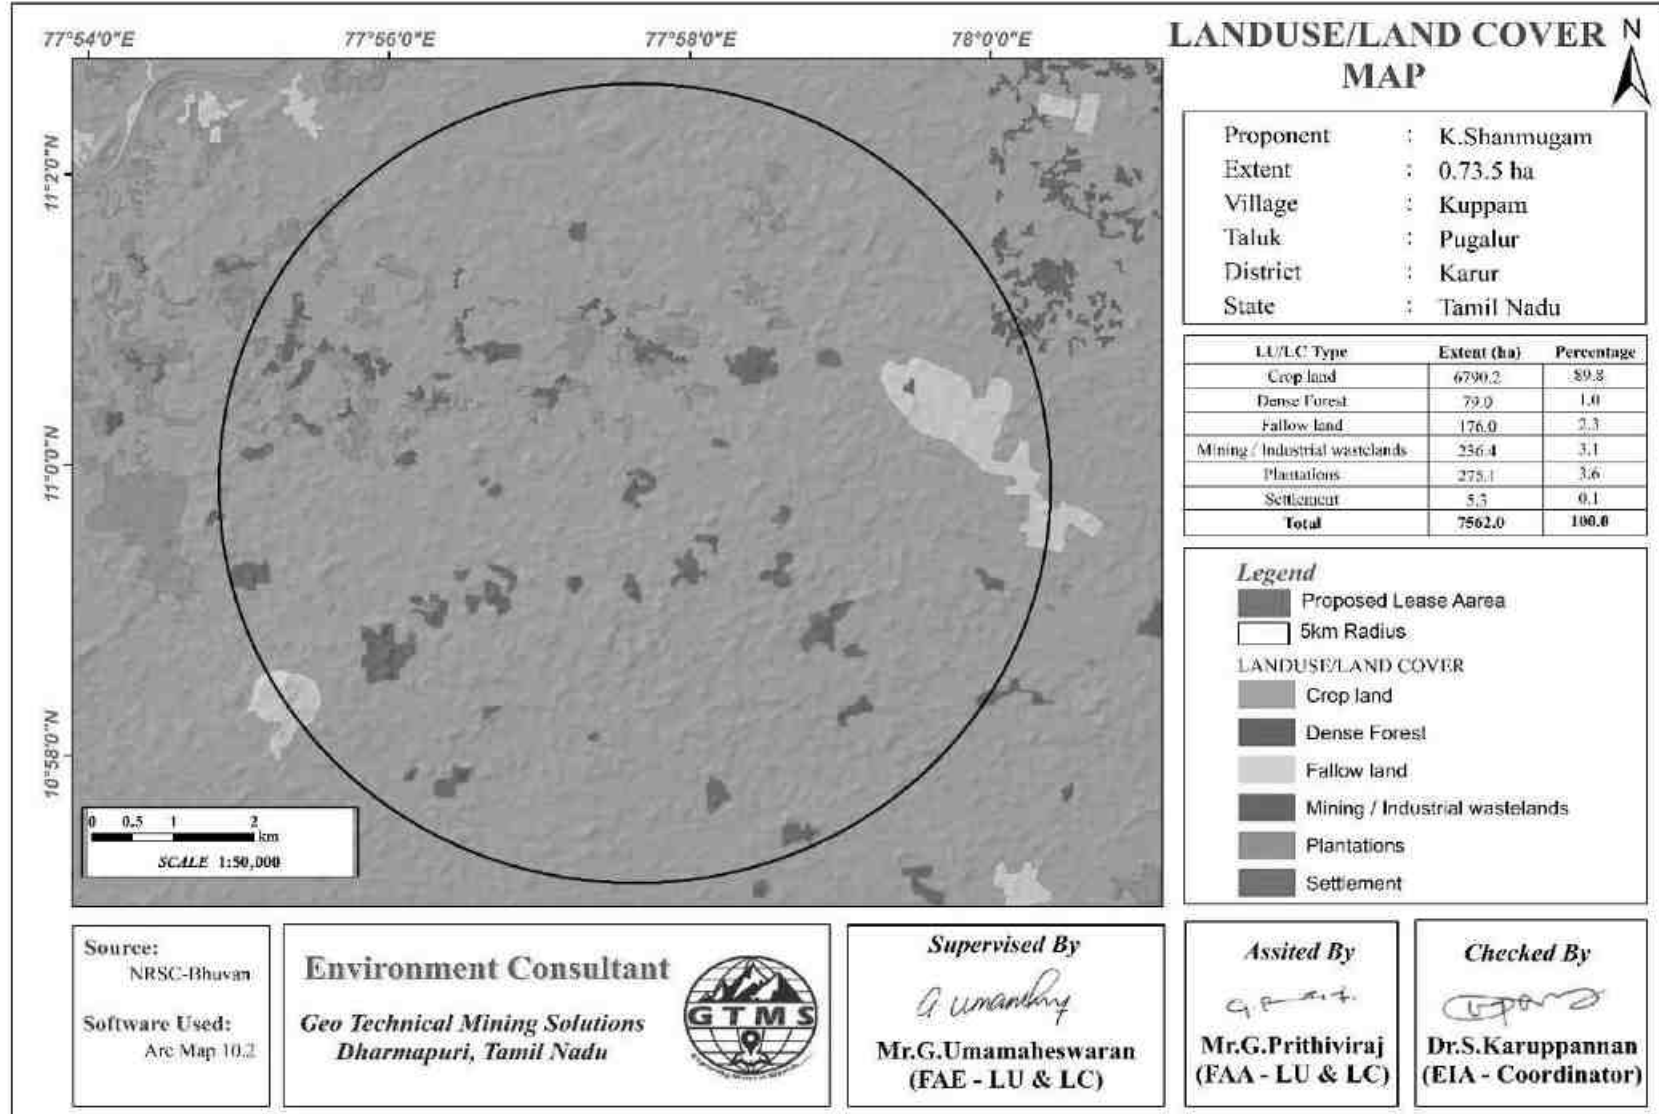 77°54'0"E 77°56'0"E 77°58'0"E 78°0'0"E
11°2'0"N
11°0'0"N
10°58'0"N
0 0.5 1 2
km
SCALE 1:50,000
LANDUSE/LAND COVER
MAP
N
Proponent : K.Shanmugam
Extent : 0.73.5 ha
Village : Kuppam
Taluk : Pugalur
District : Karur
State : Tamil Nadu
LU/LC Type Extent (ha) Percentage
Crop land 6790.2 89.8
Dense Forest 79.0 1.0
Fallow land 176.0 2.3
Mining / Industrial wastelands 236.4 3.1
Plantations 275.1 3.6
Settlement 5.3 0.1
Total 7562.0 100.0
Legend
Proposed Lease Aarea
5km Radius
LANDUSE/LAND COVER
Crop land
Dense Forest
Fallow land
Mining / Industrial wastelands
Plantations
Settlement
Source:
NRSC-Bhuvan
Software Used:
Arc Map 10.2
Environment Consultant
Geo Technical Mining Solutions
Dharmapuri, Tamil Nadu
GTMS
Supervised By
Mr.G.Umamaheswaran
(FAE - LU & LC)
Assited By
Mr.G.Prithiviraj
(FAA - LU & LC)
Checked By
Dr.S.Karuppannan
(EIA - Coordinator)